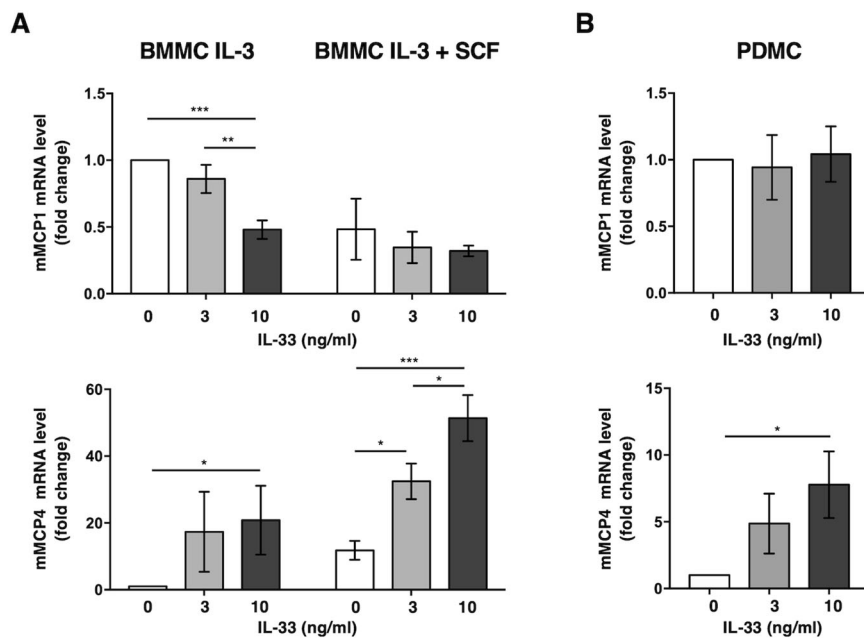 A
B
BMMC IL-3
BMMC IL-3 + SCF
PDMC
mMCP1 mRNA level
(fold change)
1.5
1.0
0.5
0.0
***
**
0 3 10 0 3 10
IL-33 (ng/ml)
mMCP1 mRNA level
(fold change)
1.5
1.0
0.5
0.0
0 3 10
IL-33 (ng/ml)
mMCP4 mRNA level
(fold change)
60
40
20
0
*
***
*
*
0 3 10 0 3 10
IL-33 (ng/ml)
mMCP4 mRNA level
(fold change)
15
10
5
0
*
0 3 10
IL-33 (ng/ml)